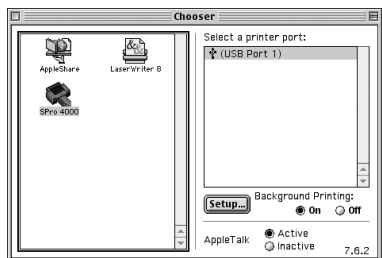 Chooser
AppleShare
LaserWriter 8
SPro 4000
Select a printer port:
(USB Port 1)
Setup...
Background Printing:
On Off
AppleTalk
Active
Inactive
7.6.2